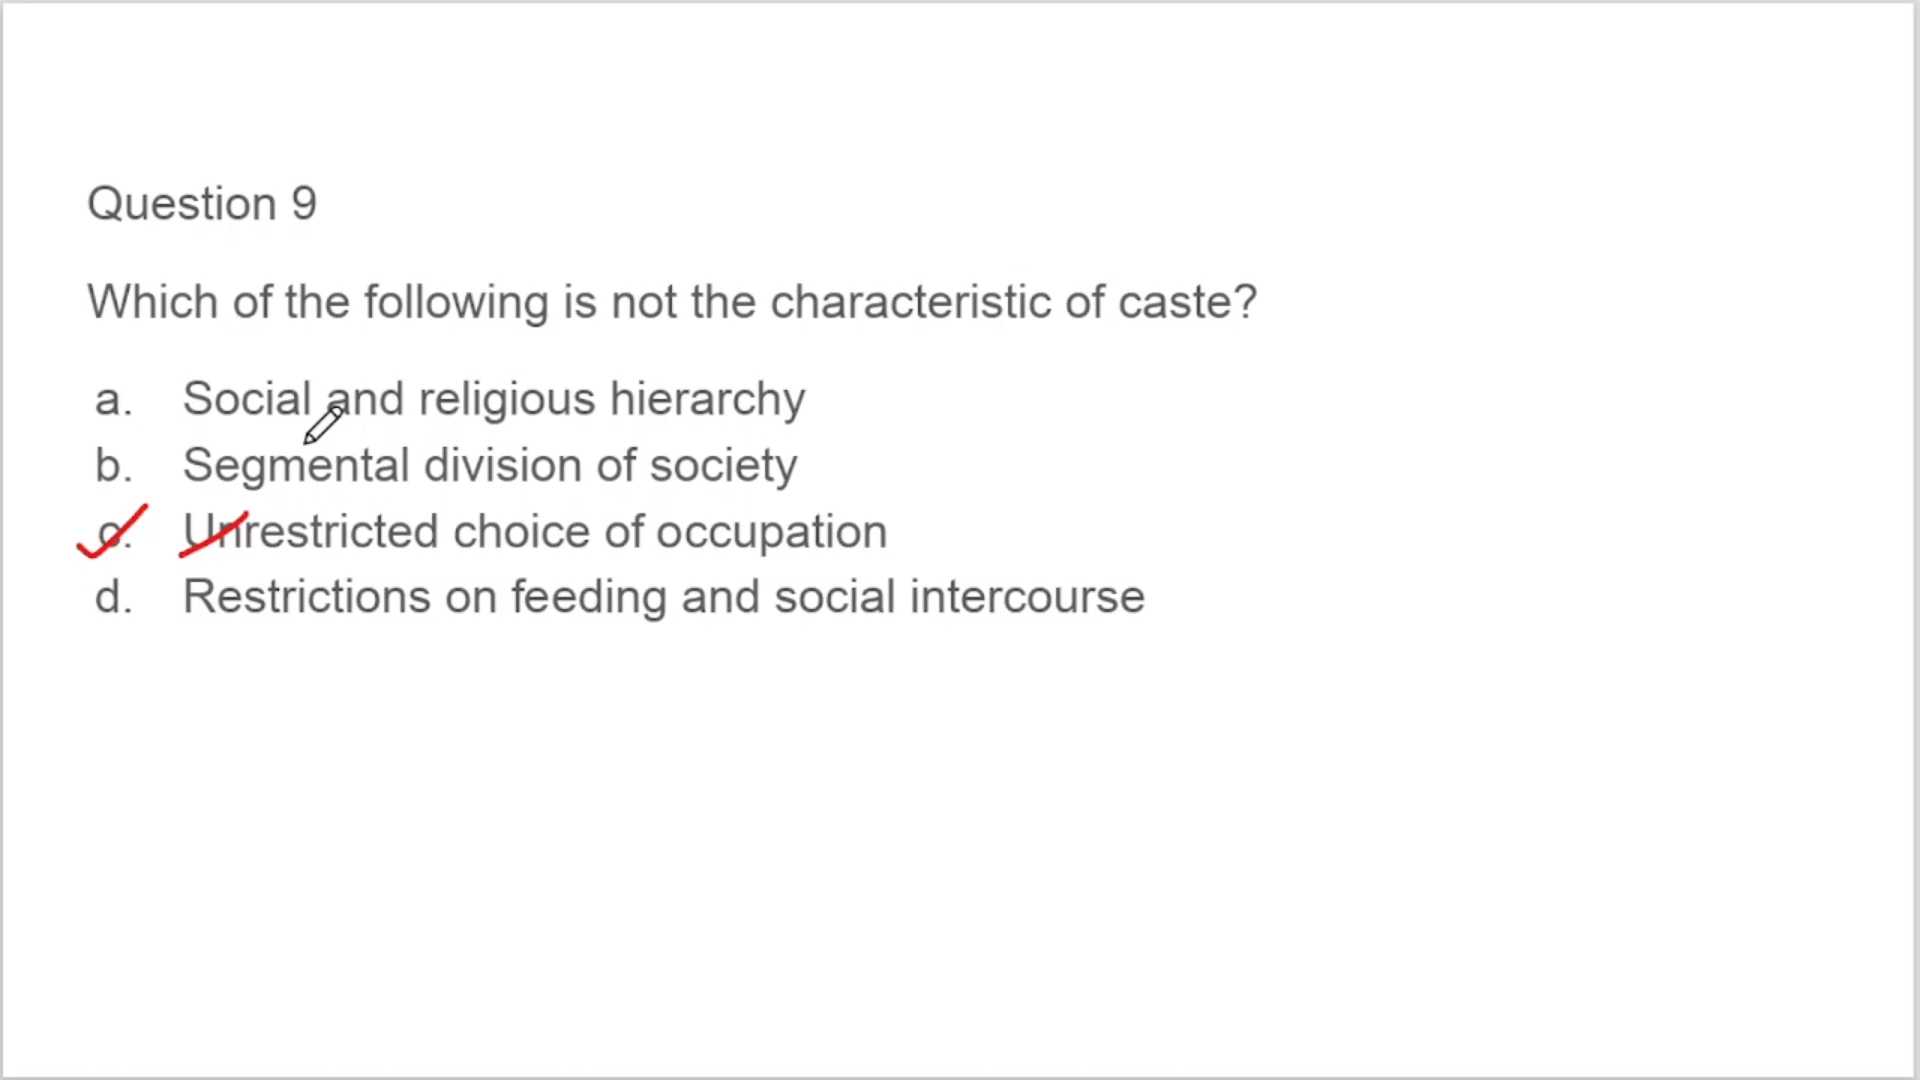 Question 9
Which of the following is not the characteristic of caste?
a. Social and religious hierarchy
b. Segmental division of society
c. Unrestricted choice of occupation
d. Restrictions on feeding and social intercourse